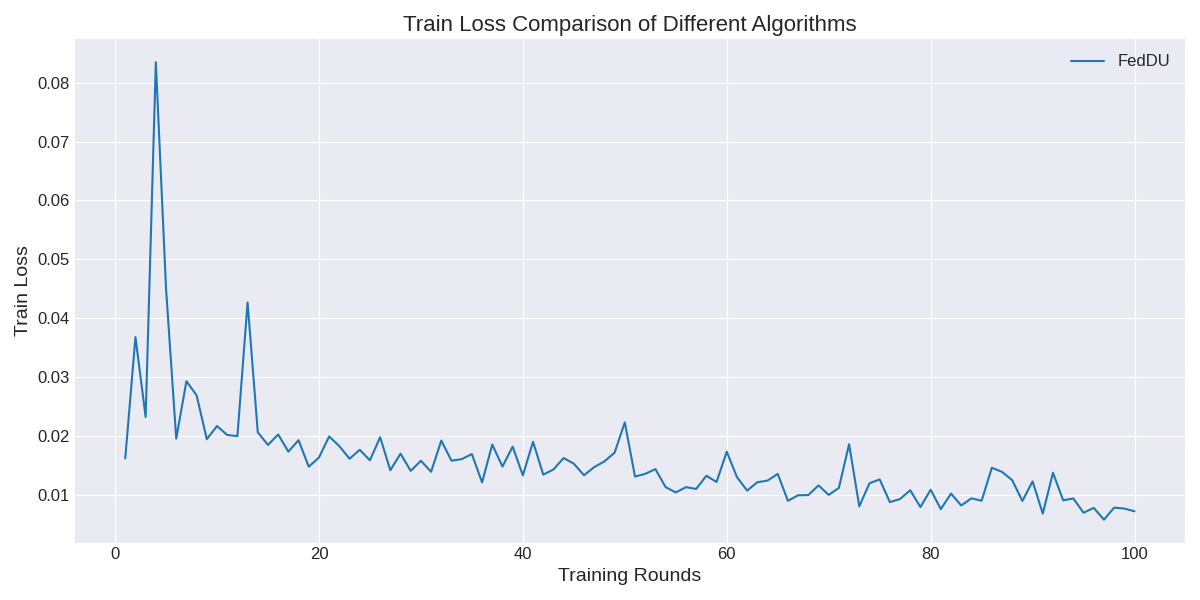 Train Loss Comparison of Different Algorithms
FedDU
Train Loss
0.08
0.07
0.06
0.05
0.04
0.03
0.02
0.01
0 20 40 60 80 100
Training Rounds